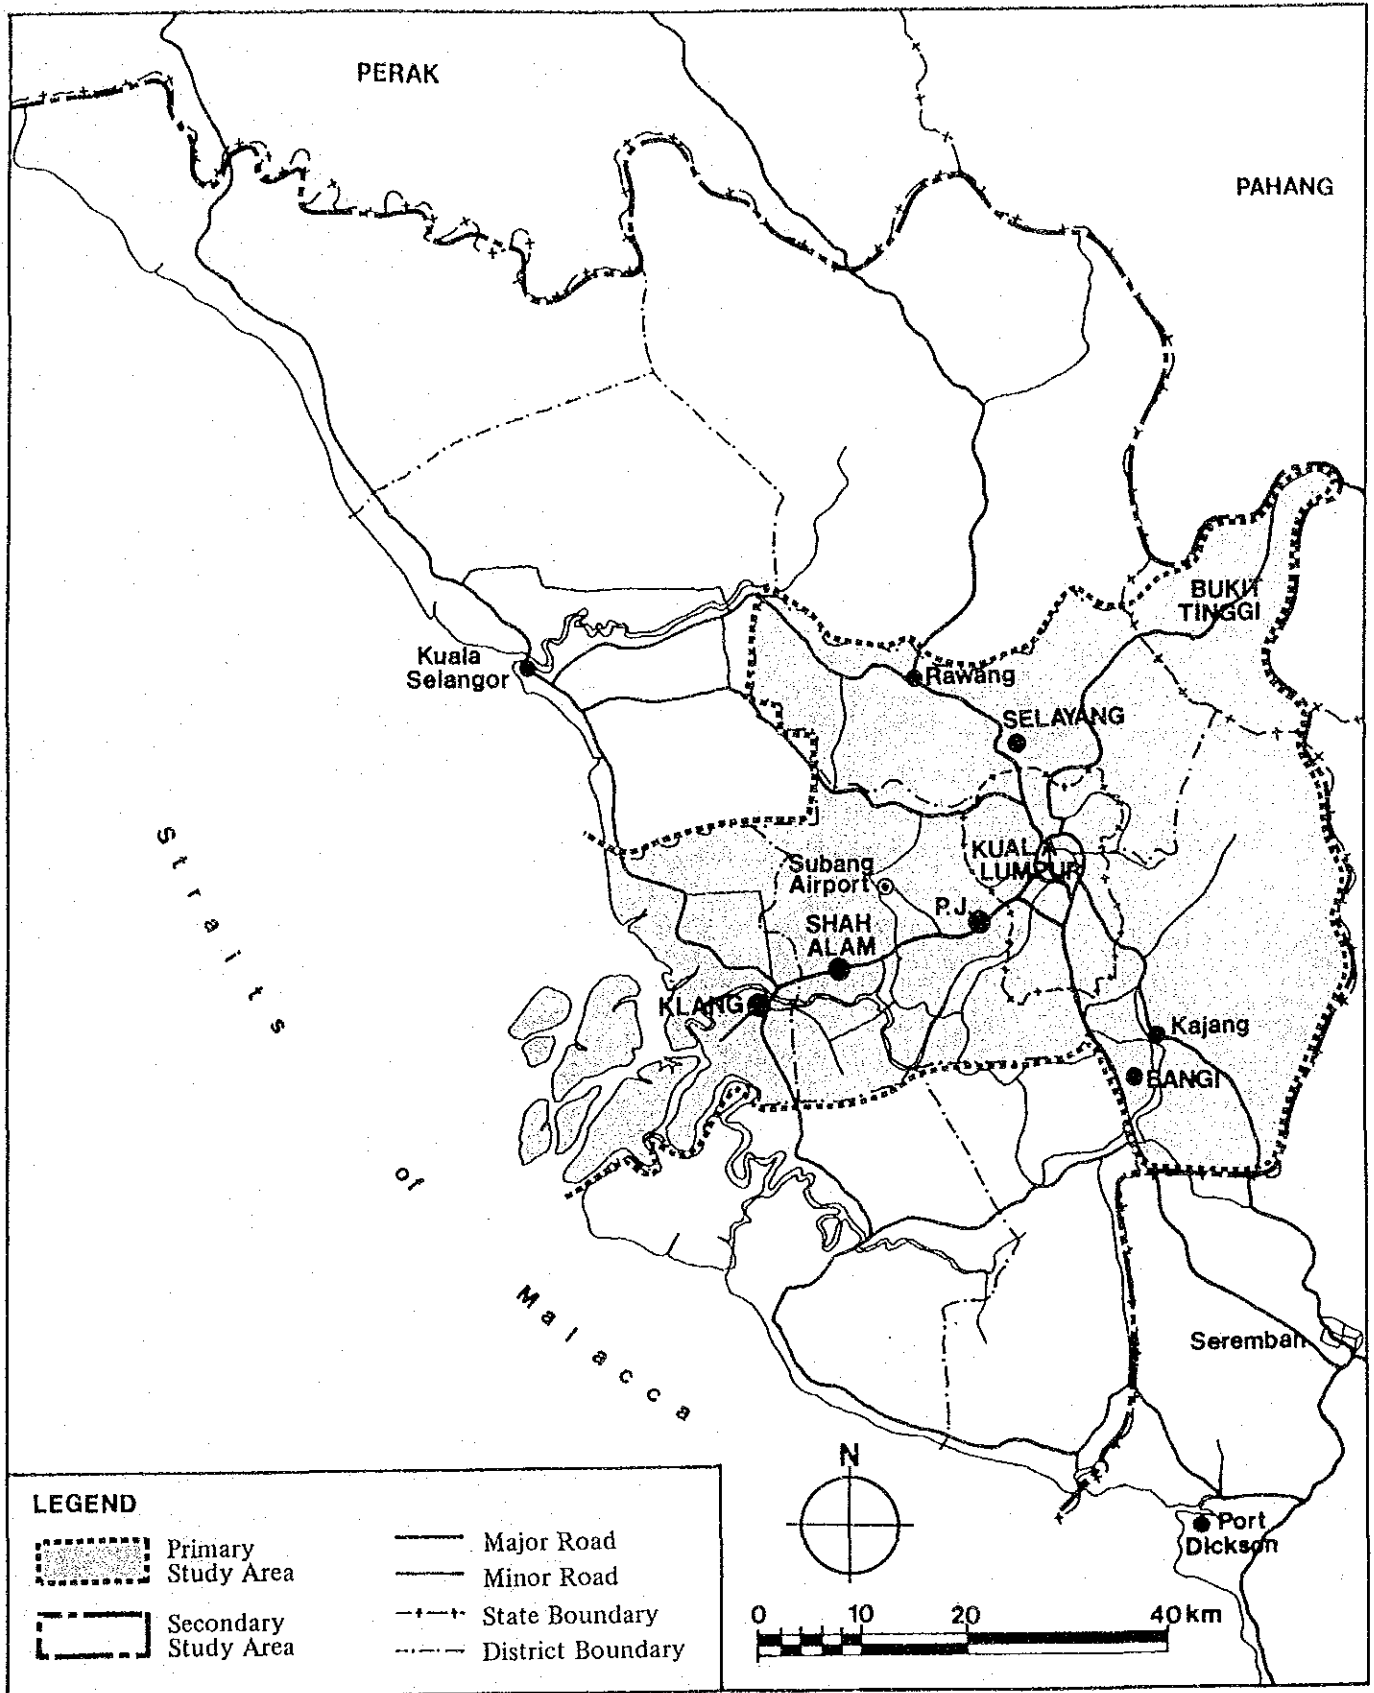 PERAK
PAHANG
BUKIT
TINGGI
Kuala
Selangor
Rawang
SELAYANG
KUALA
LUMPUR
Subang
Airport
P.J.
SHAH
ALAM
KLANG
Kajang
BANGI
Straits
of
Malacca
Seremban
N
Port
Dickson
0 10 20 40 km
LEGEND
Primary
Study Area
Secondary
Study Area
Major Road
Minor Road
State Boundary
District Boundary